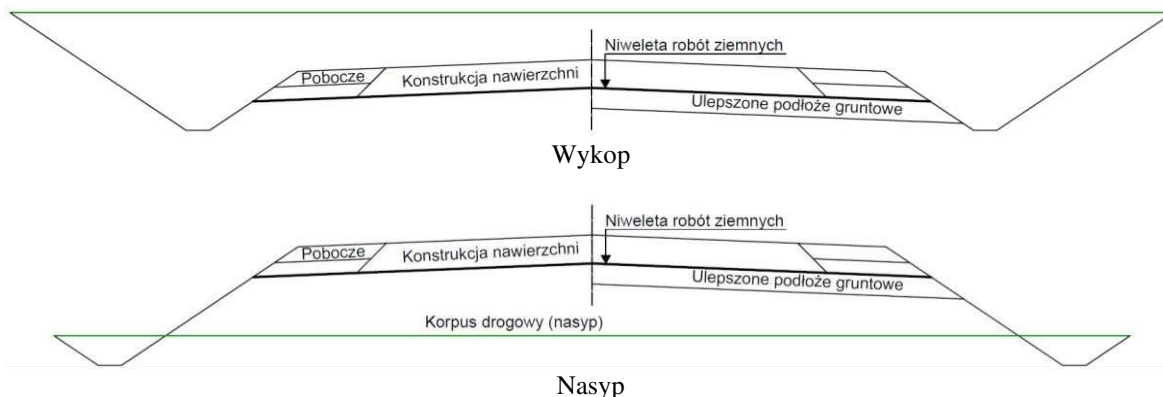 Niweleta robót ziemnych
Pobocze
Konstrukcja nawierzchni
Ulepszone podłoże gruntowe
Wykop
Niweleta robót ziemnych
Pobocze
Konstrukcja nawierzchni
Ulepszone podłoże gruntowe
Korpus drogowy (nasyp)
Nasyp